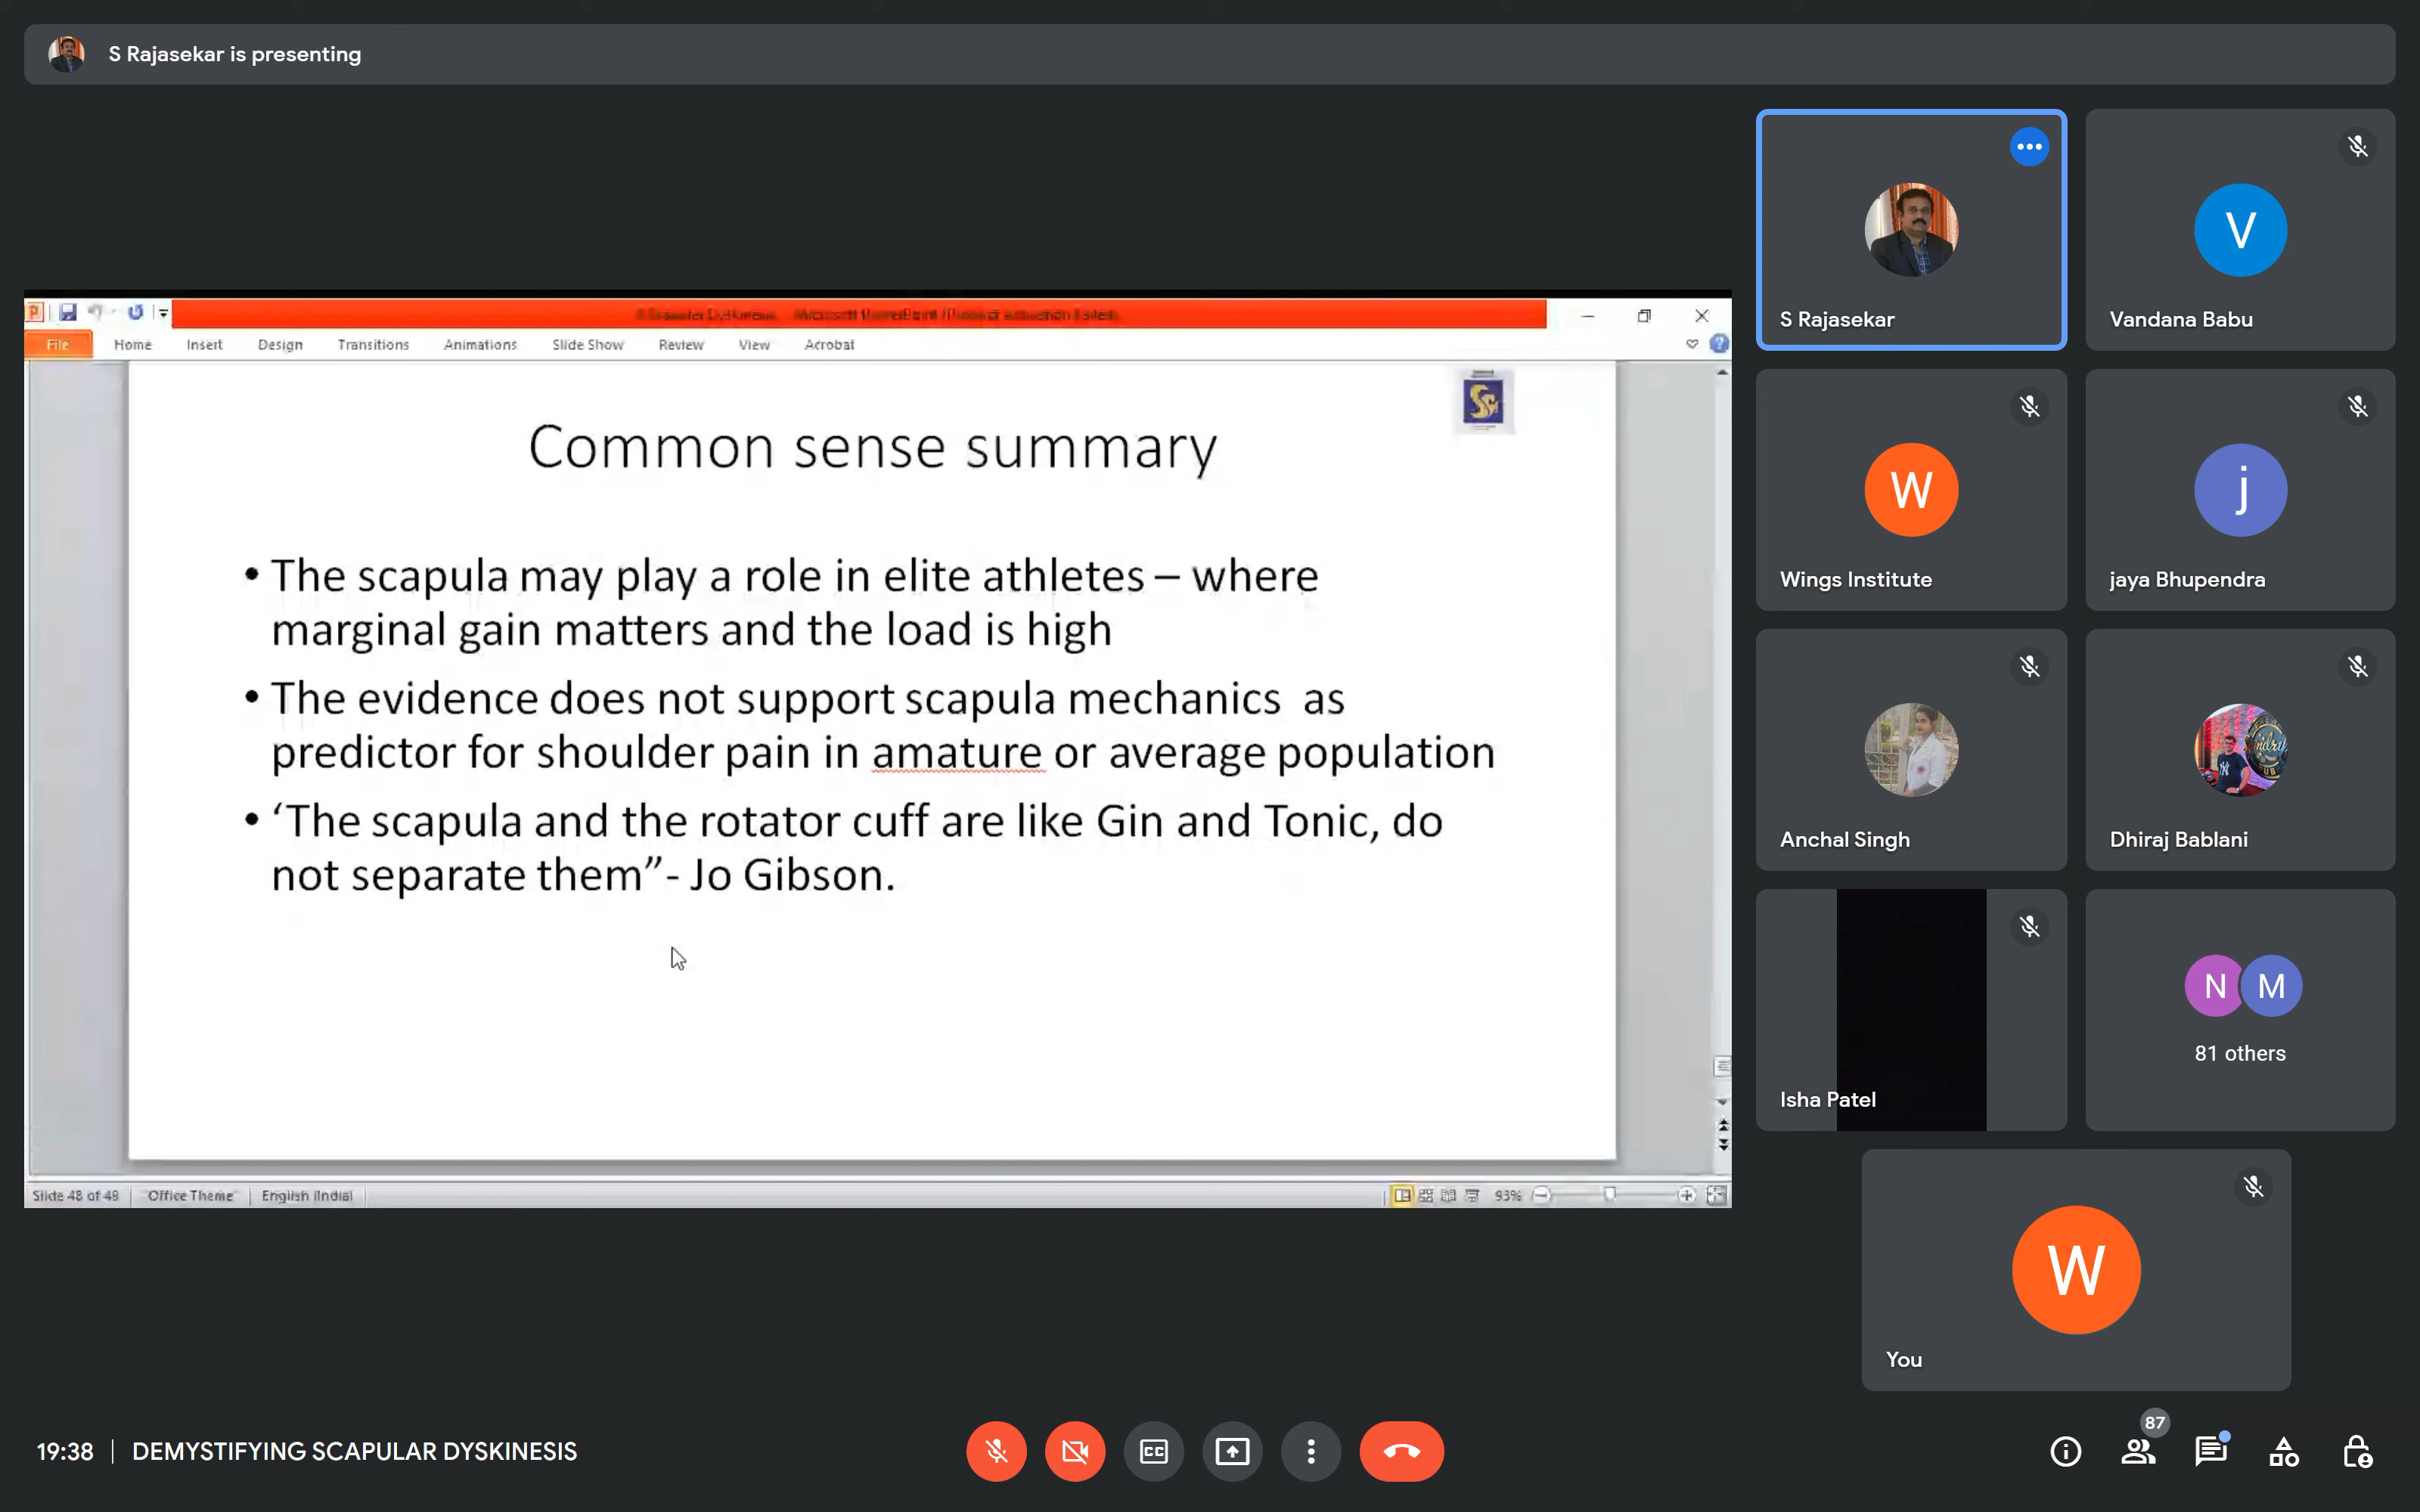 S Rajasekar is presenting
File Home Insert Design Transitions Animations Slide Show Review View Acrobat
Common sense summary
• The scapula may play a role in elite athletes – where
marginal gain matters and the load is high
• The evidence does not support scapula mechanics as
predictor for shoulder pain in amature or average population
• ‘The scapula and the rotator cuff are like Gin and Tonic, do
not separate them”- Jo Gibson.
Slide 48 of 48 "Office Theme" English (India)
93%
S Rajasekar
V
Vandana Babu
W
Wings Institute
j
jaya Bhupendra
Anchal Singh
Dhiraj Bablani
Isha Patel
N M
81 others
W
You
19:38 | DEMYSTIFYING SCAPULAR DYSKINESIS
CC
87